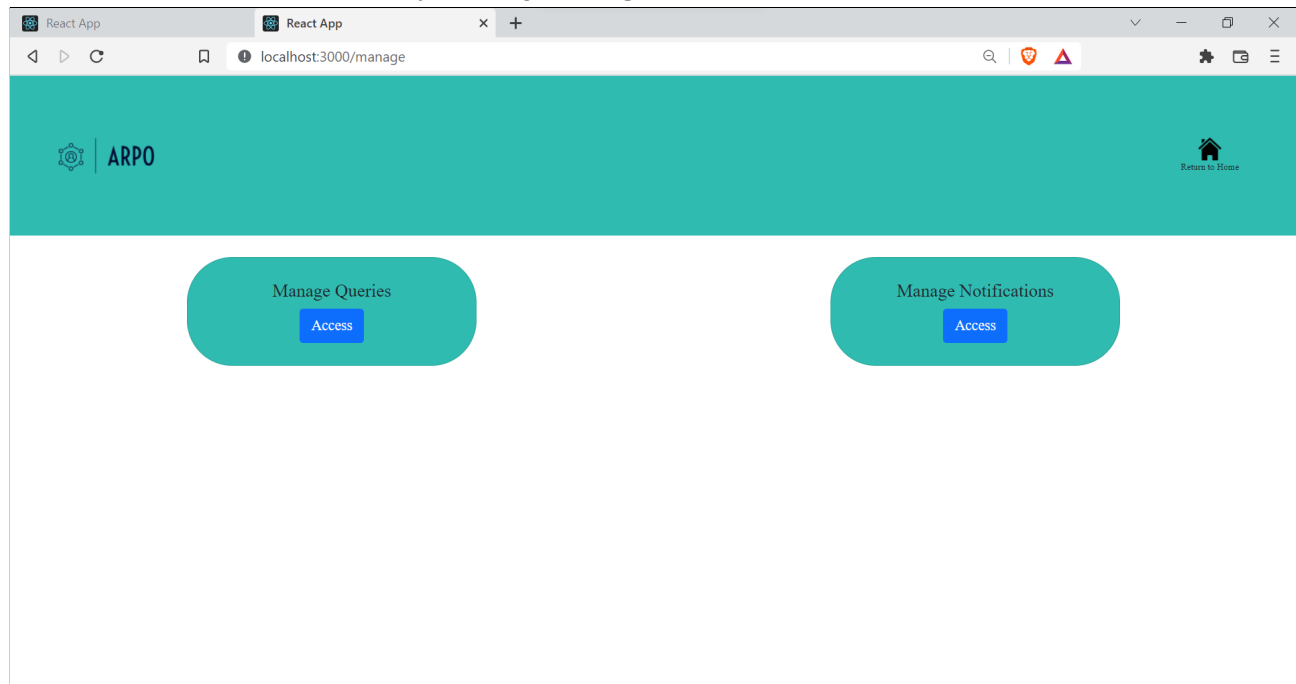 React App
React App
localhost:3000/manage
ARPO
Return to Home
Manage Queries
Access
Manage Notifications
Access